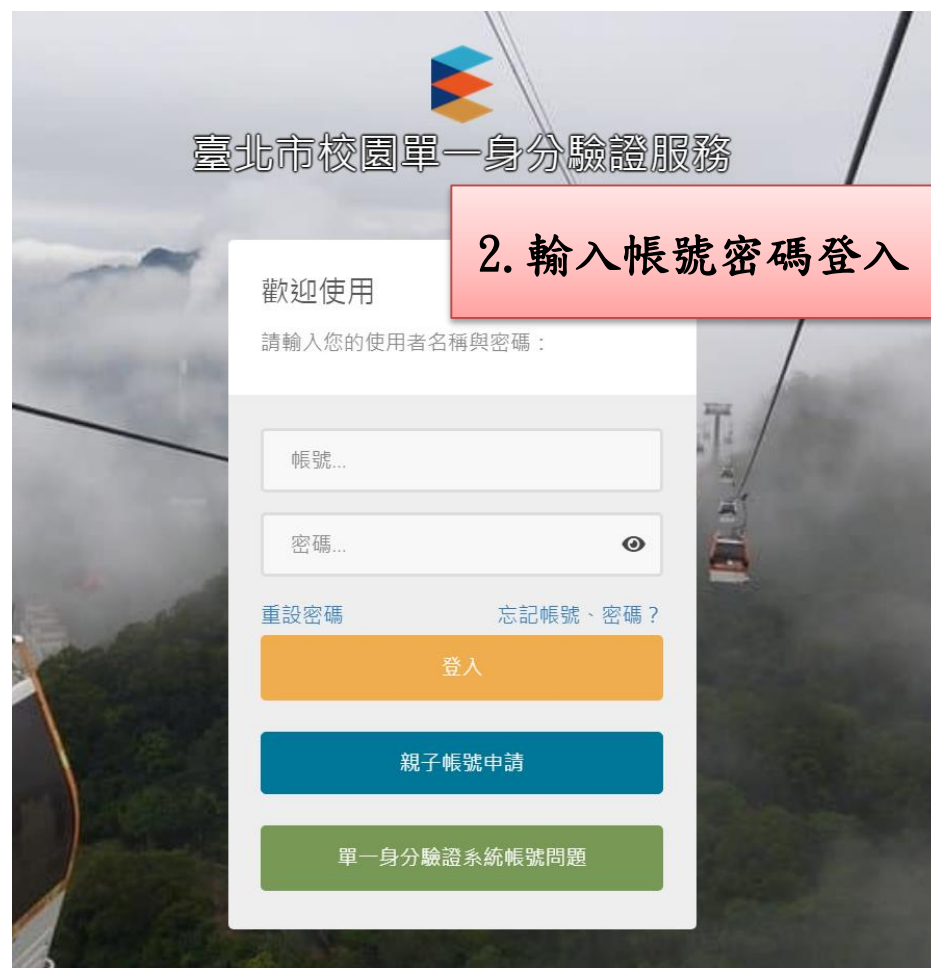 臺北市校園單一身分驗證服務
2.輸入帳號密碼登入
歡迎使用
請輸入您的使用者名稱與密碼：
帳號...
密碼...
重設密碼 忘記帳號、密碼？
登入
親子帳號申請
單一身分驗證系統帳號問題